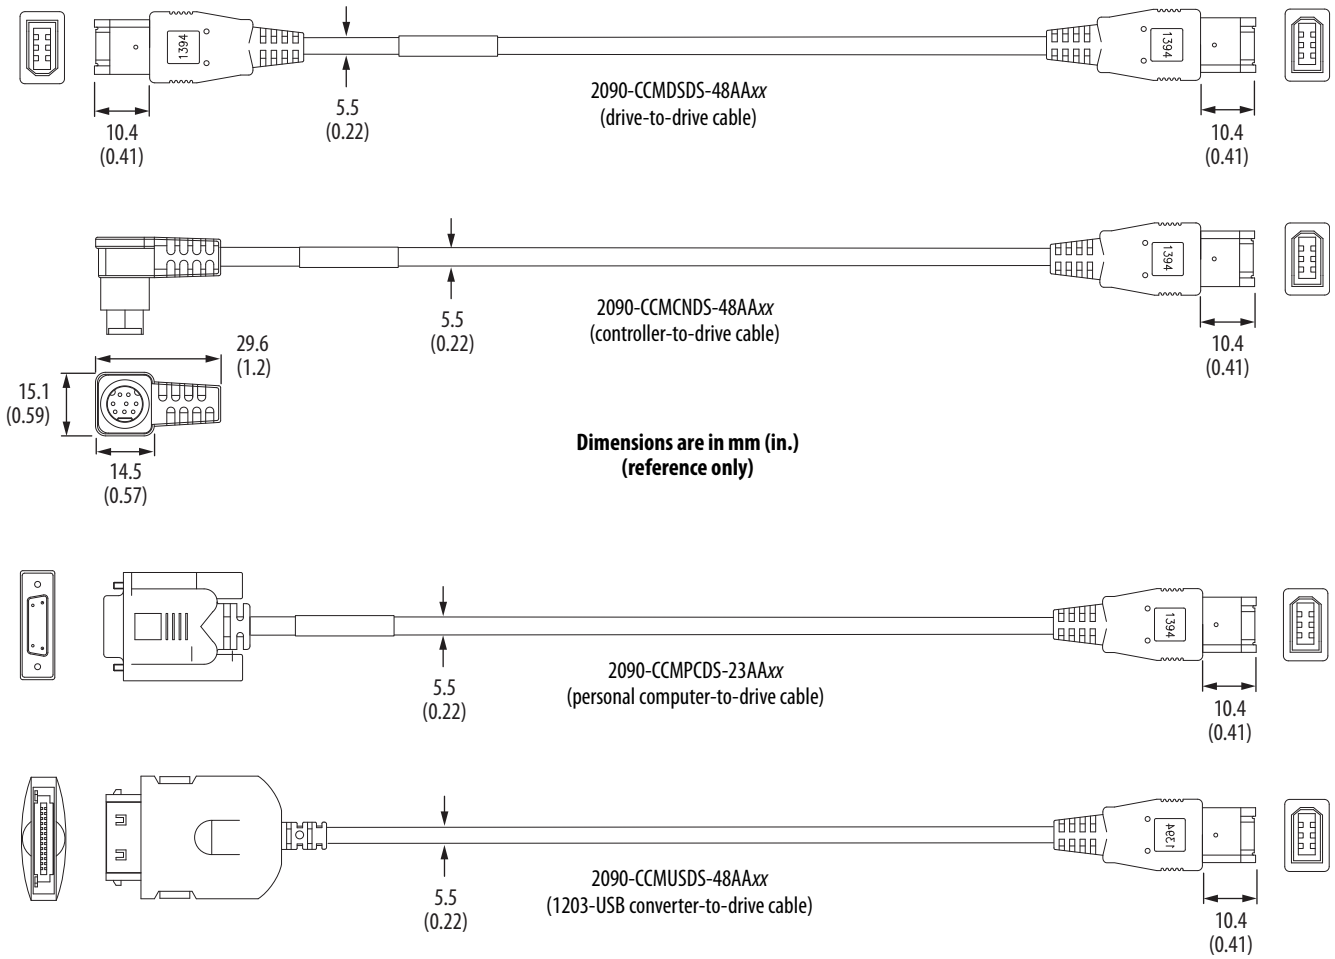 1394
1394
5.5
(0.22)
2090-CCMDSDS-48AAxx
(drive-to-drive cable)
10.4
(0.41)
10.4
(0.41)
1394
5.5
(0.22)
2090-CCMCNDS-48AAxx
(controller-to-drive cable)
10.4
(0.41)
29.6
(1.2)
15.1
(0.59)
14.5
(0.57)
Dimensions are in mm (in.)
(reference only)
1394
5.5
(0.22)
2090-CCMPCDS-23AAxx
(personal computer-to-drive cable)
10.4
(0.41)
1394
5.5
(0.22)
2090-CCMUSDS-48AAxx
(1203-USB converter-to-drive cable)
10.4
(0.41)